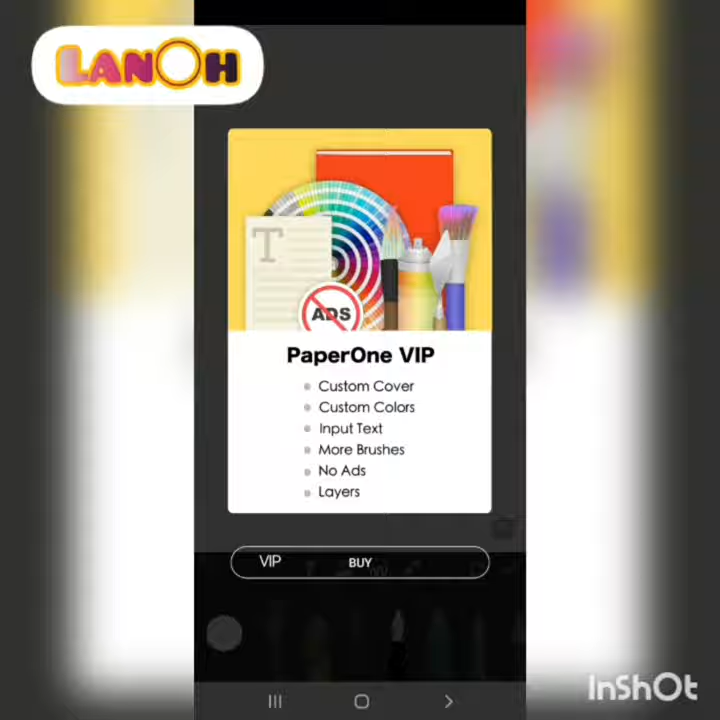 LANOH
T
ADS
PaperOne VIP
Custom Cover
Custom Colors
Input Text
More Brushes
No Ads
Layers
VIP BUY
InShOt